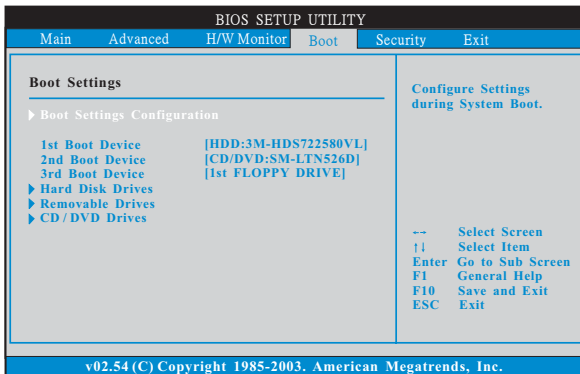 BIOS SETUP UTILITY
Main Advanced H/W Monitor Boot Security Exit
Boot Settings
Boot Settings Configuration
1st Boot Device [HDD:3M-HDS722580VL]
2nd Boot Device [CD/DVD:SM-LTN526D]
3rd Boot Device [1st FLOPPY DRIVE]
Hard Disk Drives
Removable Drives
CD / DVD Drives
Configure Settings
during System Boot.
←→ Select Screen
↑↓ Select Item
Enter Go to Sub Screen
F1 General Help
F10 Save and Exit
ESC Exit
v02.54 (C) Copyright 1985-2003. American Megatrends, Inc.